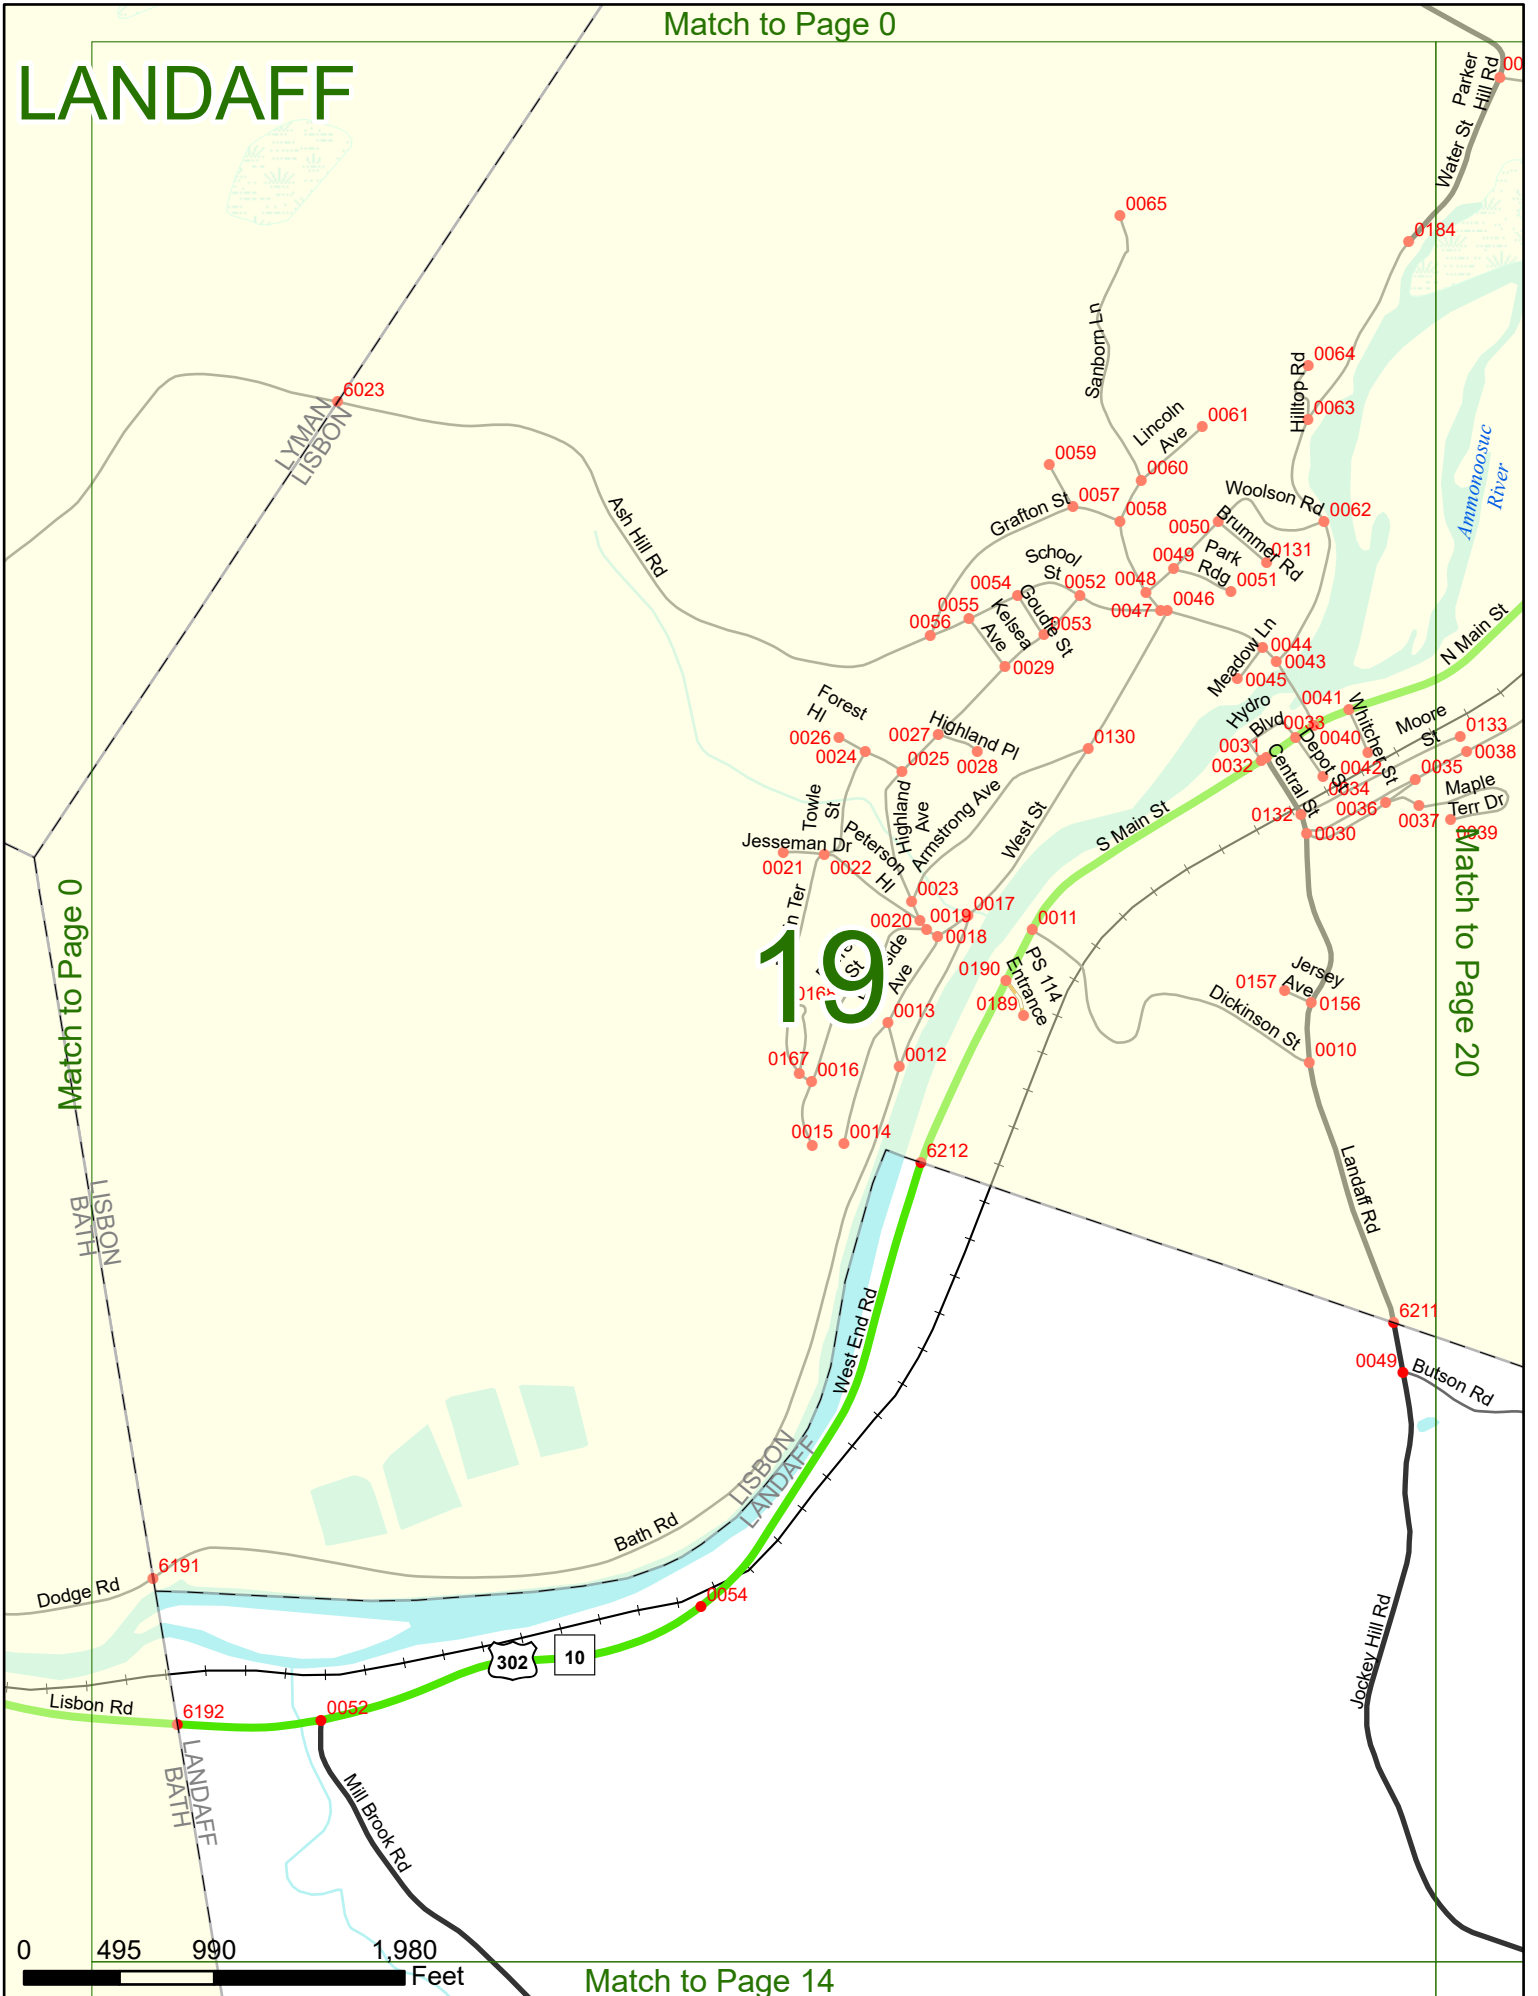 Match to Page 0
LANDAFF
Parker
Hill Rd
Water St
0184
0065
Sanborn Ln
6023
LYMAN
LISBON
Ash Hill Rd
0064
Hilltop Rd
0063
Lincoln
Ave
0061
0060
0059
0057
0058
Grafton St
Woolson Rd
0062
Ammonoosuc
River
0050
Brummer Rd
0131
0049
Park
Rdg
0051
School
St
0054
0052
0048
0047
0046
0055
0056
Goudie St
0053
Kelsea
Ave
0029
Meadow Ln
0044
0043
0045
N Main St
Forest
Hl
0026
0024
0027
Highland Pl
0028
0025
0130
Hydro
Blvd
0041
0033
0040
Whitcher St
0042
Moore
St
0133
0038
0031
0032
Depot St
0034
Central St
0035
0036
0037
Maple
Terr Dr
0039
0132
0030
Towle
St
Highland
Ave
Armstrong Ave
West St
S Main St
Jesseman Dr
0021
0022
Peterson
Hl
0023
0020
0019
0017
0018
0011
19
St
Ave
0013
0012
0190
PS 114
Entrance
0189
0157
Jersey
Ave
0156
Dickinson St
0010
0167
0016
0015
0014
6212
Match to Page 0
Match to Page 20
LISBON
BATH
Landaff Rd
6211
0049
Butson Rd
West End Rd
LISBON
LANDAFF
Bath Rd
6191
Dodge Rd
0054
302
10
Jockey Hill Rd
Lisbon Rd
6192
0052
LANDAFF
BATH
Mill Brook Rd
0 495 990 1,980
Feet
Match to Page 14